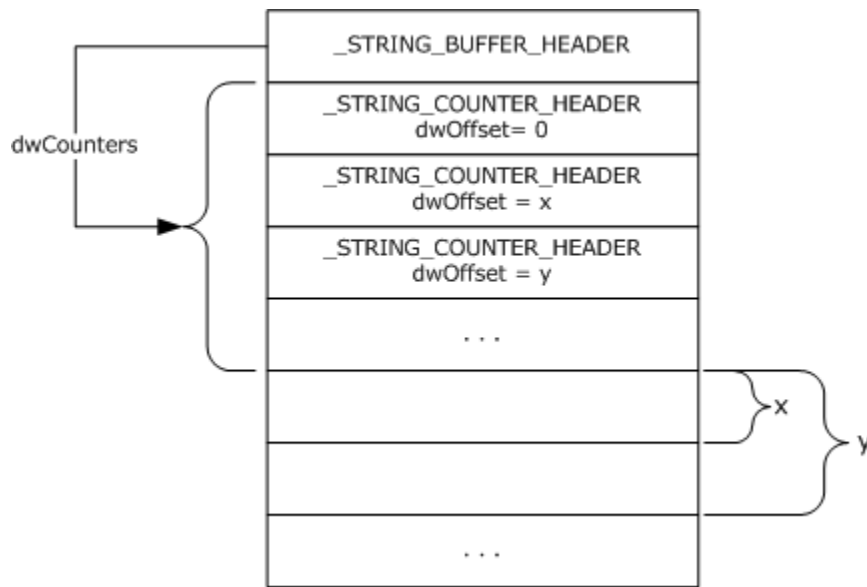 _STRING_BUFFER_HEADER
_STRING_COUNTER_HEADER
dwOffset= 0
dwCounters
_STRING_COUNTER_HEADER
dwOffset = x
_STRING_COUNTER_HEADER
dwOffset = y
. . .
x
y
. . .